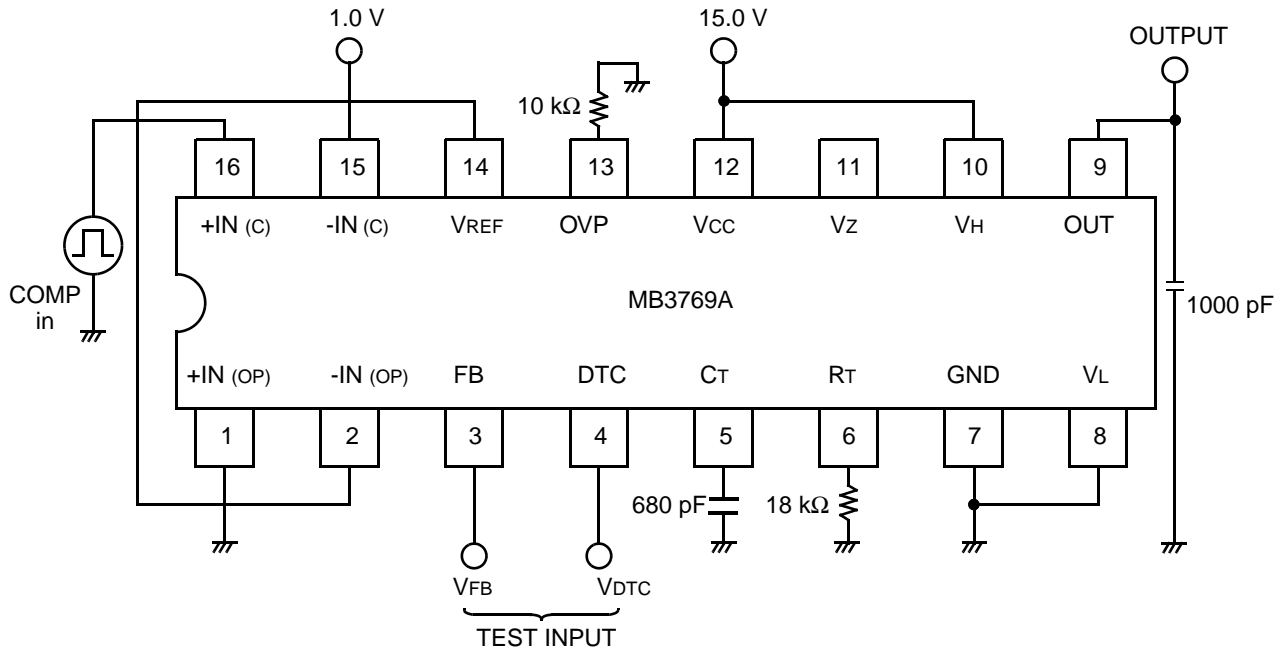 1.0 V
15.0 V
OUTPUT
10 kΩ
16 15 14 13 12 11 10 9
+IN (C) -IN (C) VREF OVP VCC VZ VH OUT
COMP
in
MB3769A
1000 pF
+IN (OP) -IN (OP) FB DTC CT RT GND VL
1 2 3 4 5 6 7 8
680 pF 18 kΩ
VFB VDTC
TEST INPUT